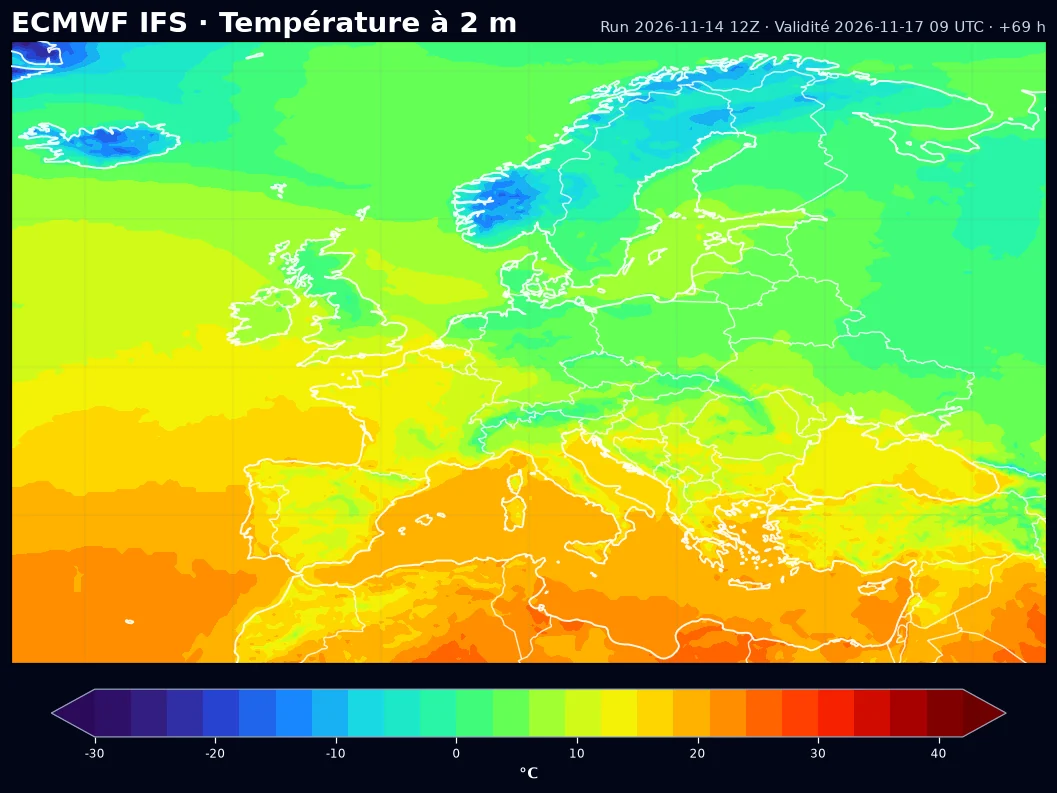 ECMWF IFS · Température à 2 m
Run 2026-11-14 12Z · Validité 2026-11-17 09 UTC · +69 h
-30 -20 -10 0 10 20 30 40
°C